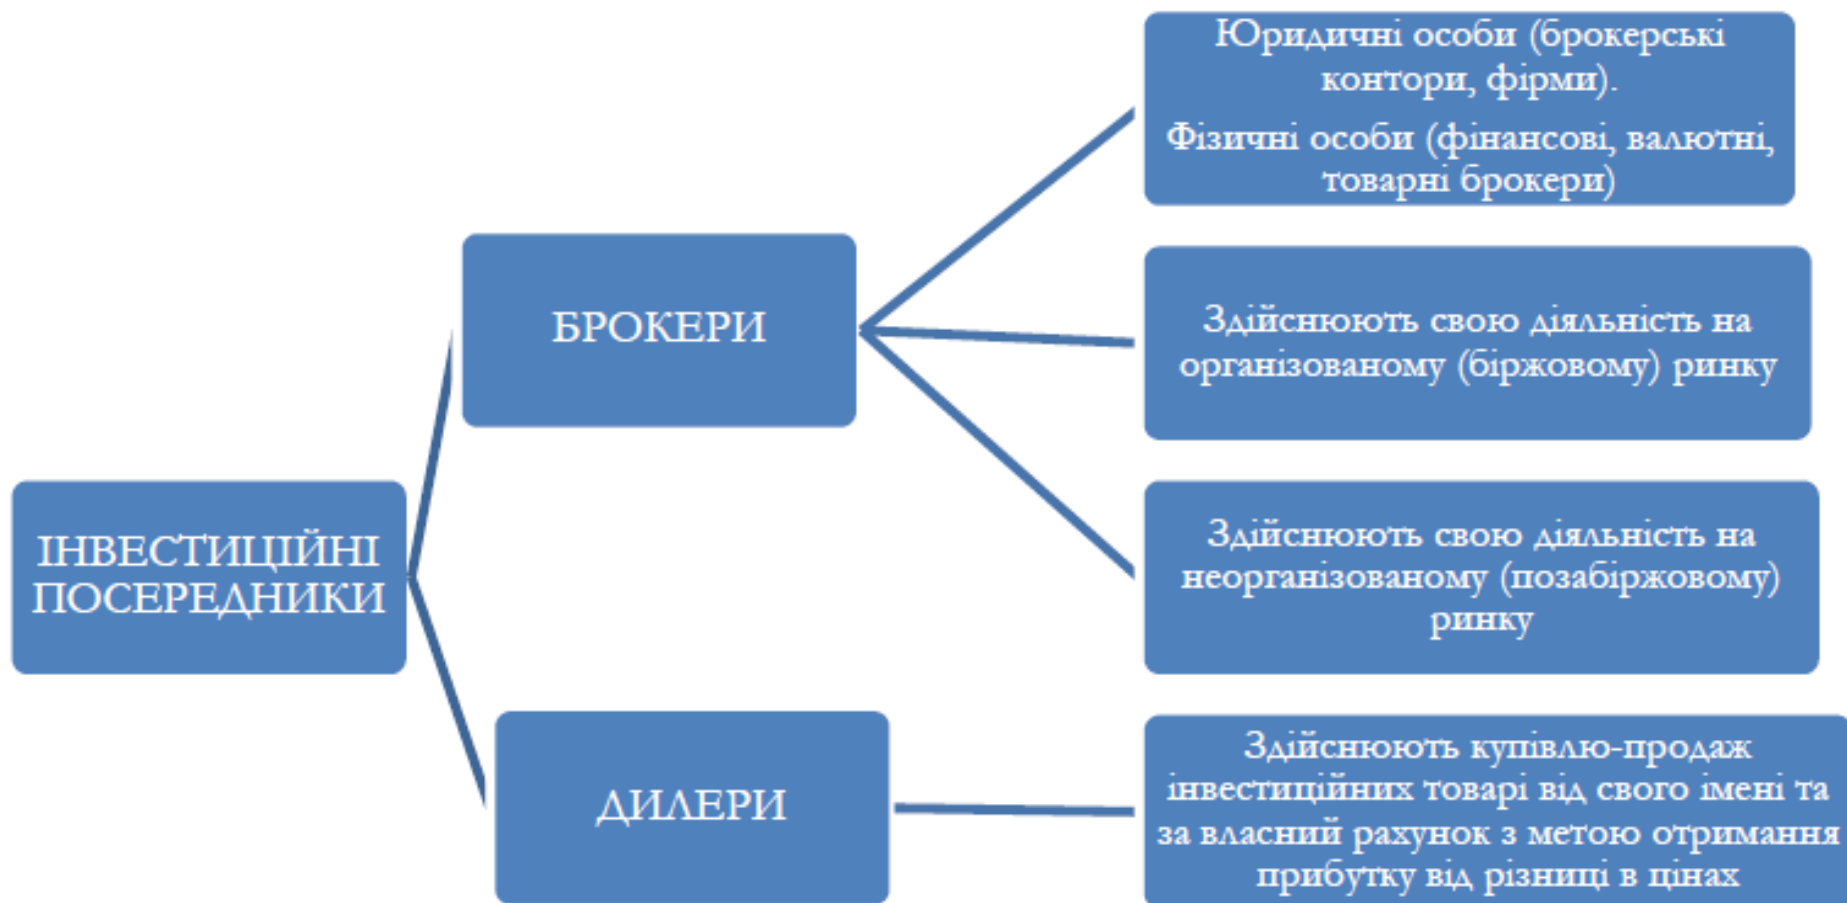 ІНВЕСТИЦІЙНІ
ПОСЕРЕДНИКИ
БРОКЕРИ
Юридичні особи (брокерські
контори, фірми).
Фізичні особи (фінансові, валютні,
товарні брокери)
Здійснюють свою діяльність на
організованому (біржовому) ринку
Здійснюють свою діяльність на
неорганізованому (позабіржовому)
ринку
ДИЛЕРИ
Здійснюють купівлю-продаж
інвестиційних товарі від свого імені та
за власний рахунок з метою отримання
прибутку від різниці в цінах